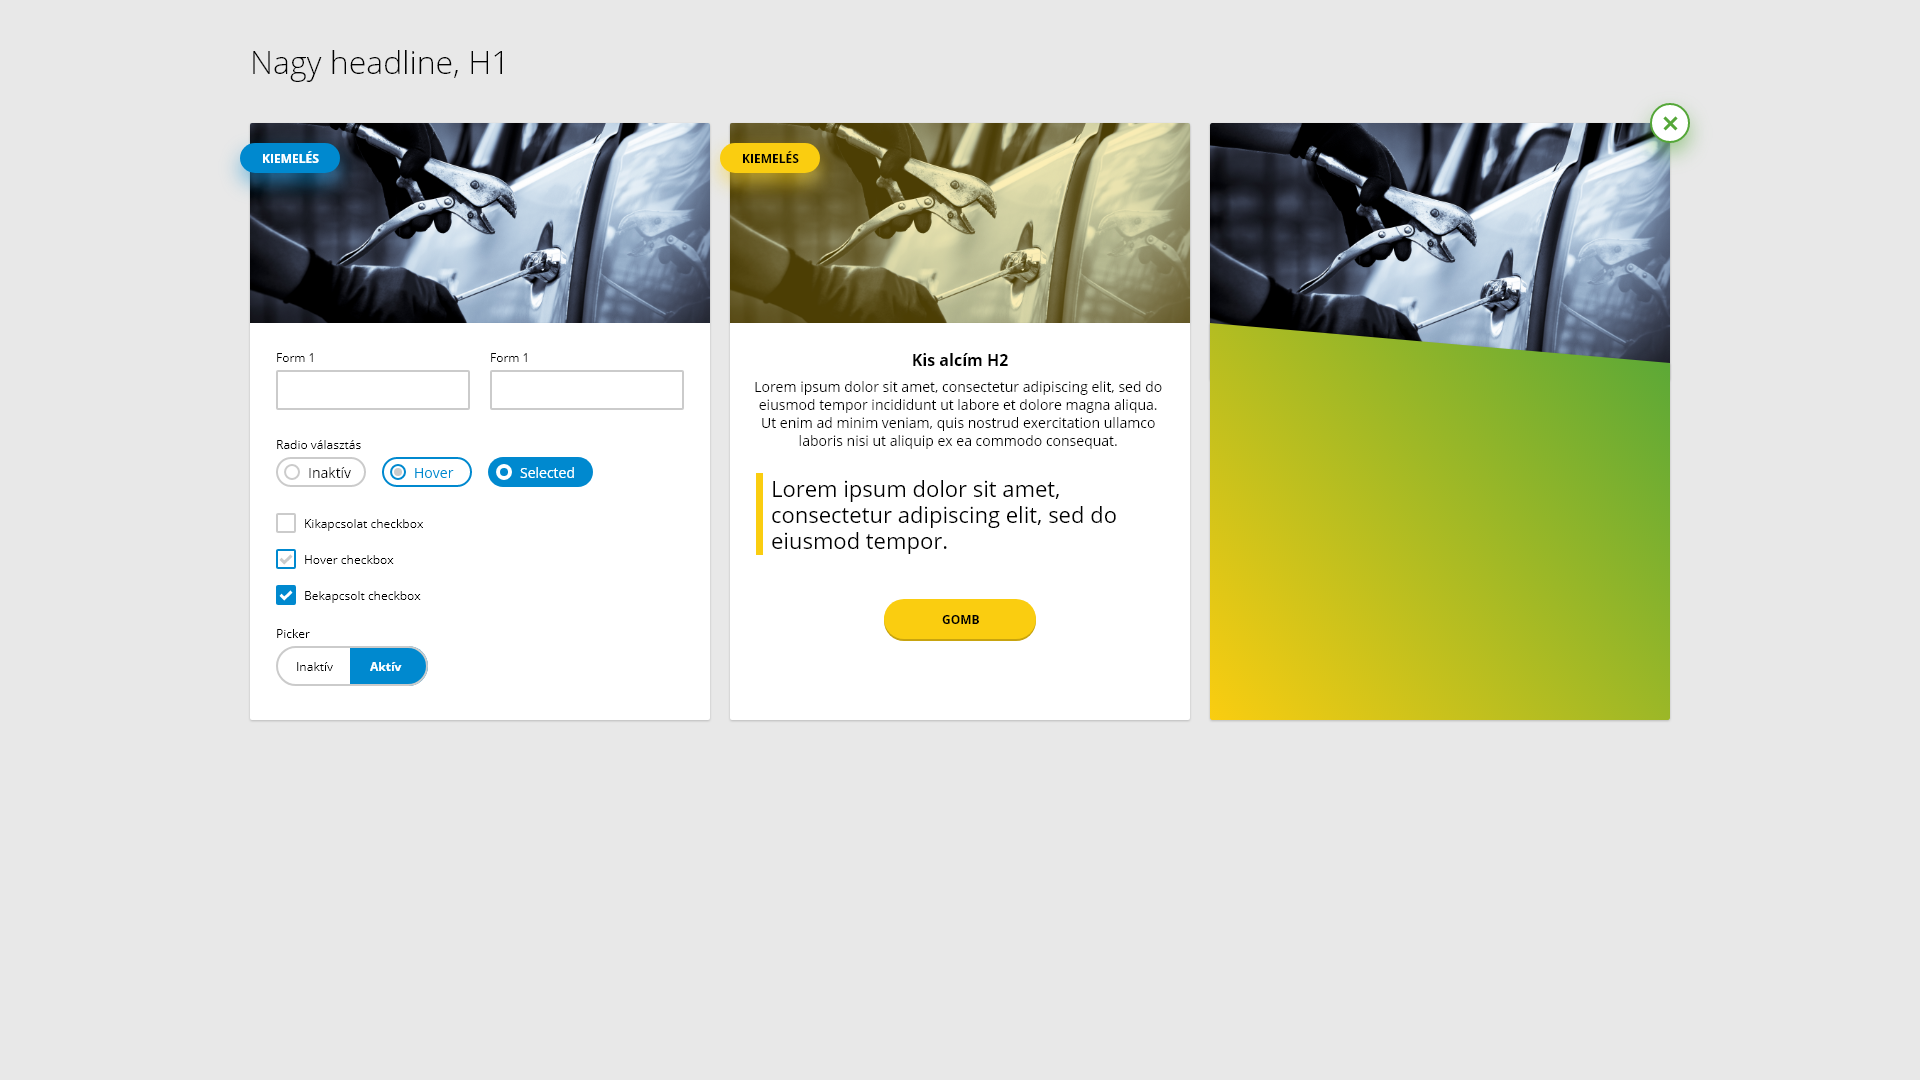 Nagy headline, H1
KIEMELÉS
Form 1
Form 1
Radio választás
Inaktív
Hover
Selected
Kikapcsolat checkbox
Hover checkbox
Bekapcsolt checkbox
Picker
Inaktív
Aktív
KIEMELÉS
Kis alcím H2
Lorem ipsum dolor sit amet, consectetur adipiscing elit, sed do
eiusmod tempor incididunt ut labore et dolore magna aliqua.
Ut enim ad minim veniam, quis nostrud exercitation ullamco
laboris nisi ut aliquip ex ea commodo consequat.
Lorem ipsum dolor sit amet,
consectetur adipiscing elit, sed do
eiusmod tempor.
GOMB